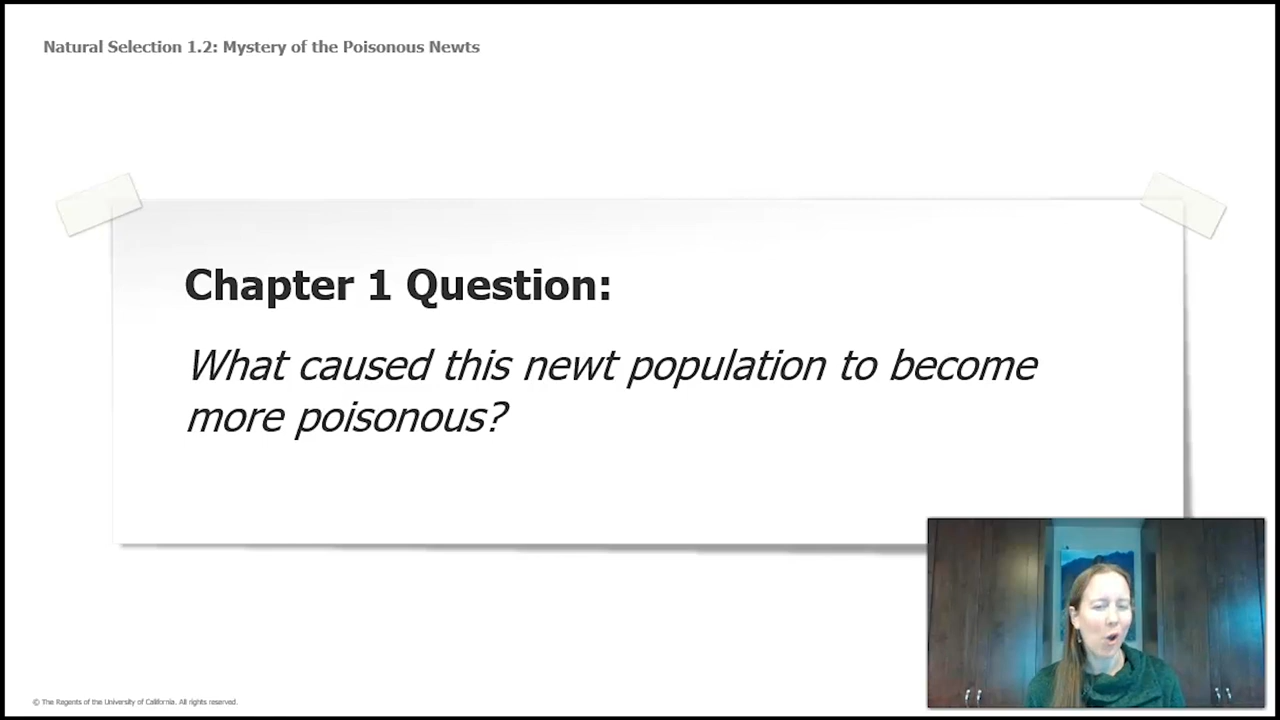 Natural Selection 1.2: Mystery of the Poisonous Newts
Chapter 1 Question:
What caused this newt population to become
more poisonous?
© The Regents of the University of California. All rights reserved.